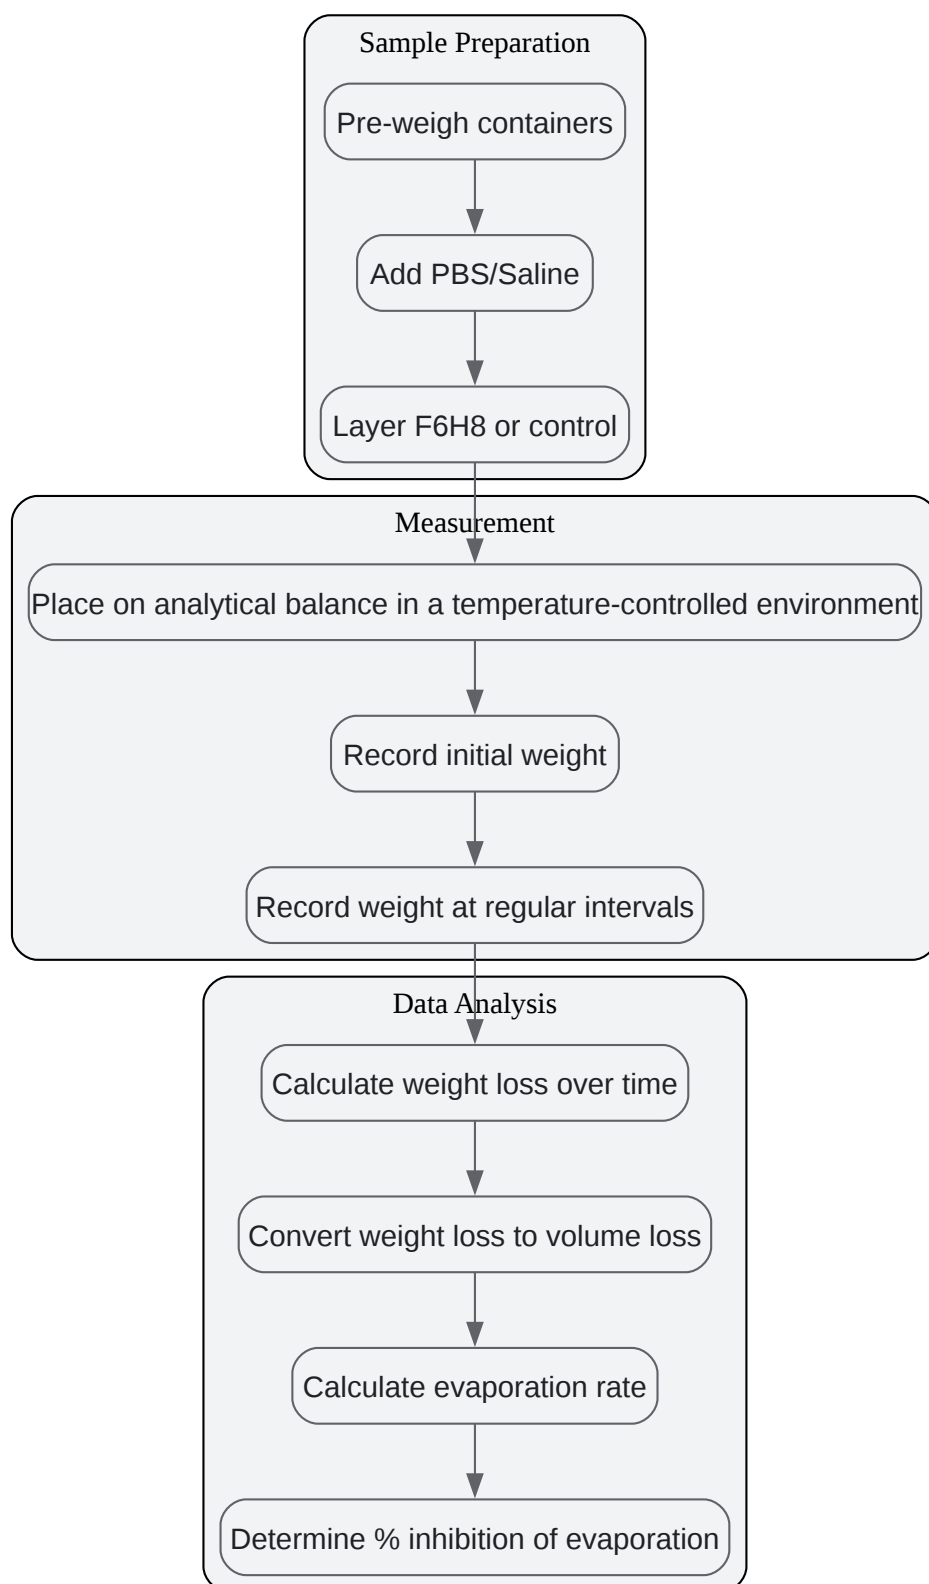 Sample Preparation
Pre-weigh containers
Add PBS/Saline
Layer F6H8 or control
Measurement
Place on analytical balance in a temperature-controlled environment
Record initial weight
Record weight at regular intervals
Data Analysis
Calculate weight loss over time
Convert weight loss to volume loss
Calculate evaporation rate
Determine % inhibition of evaporation